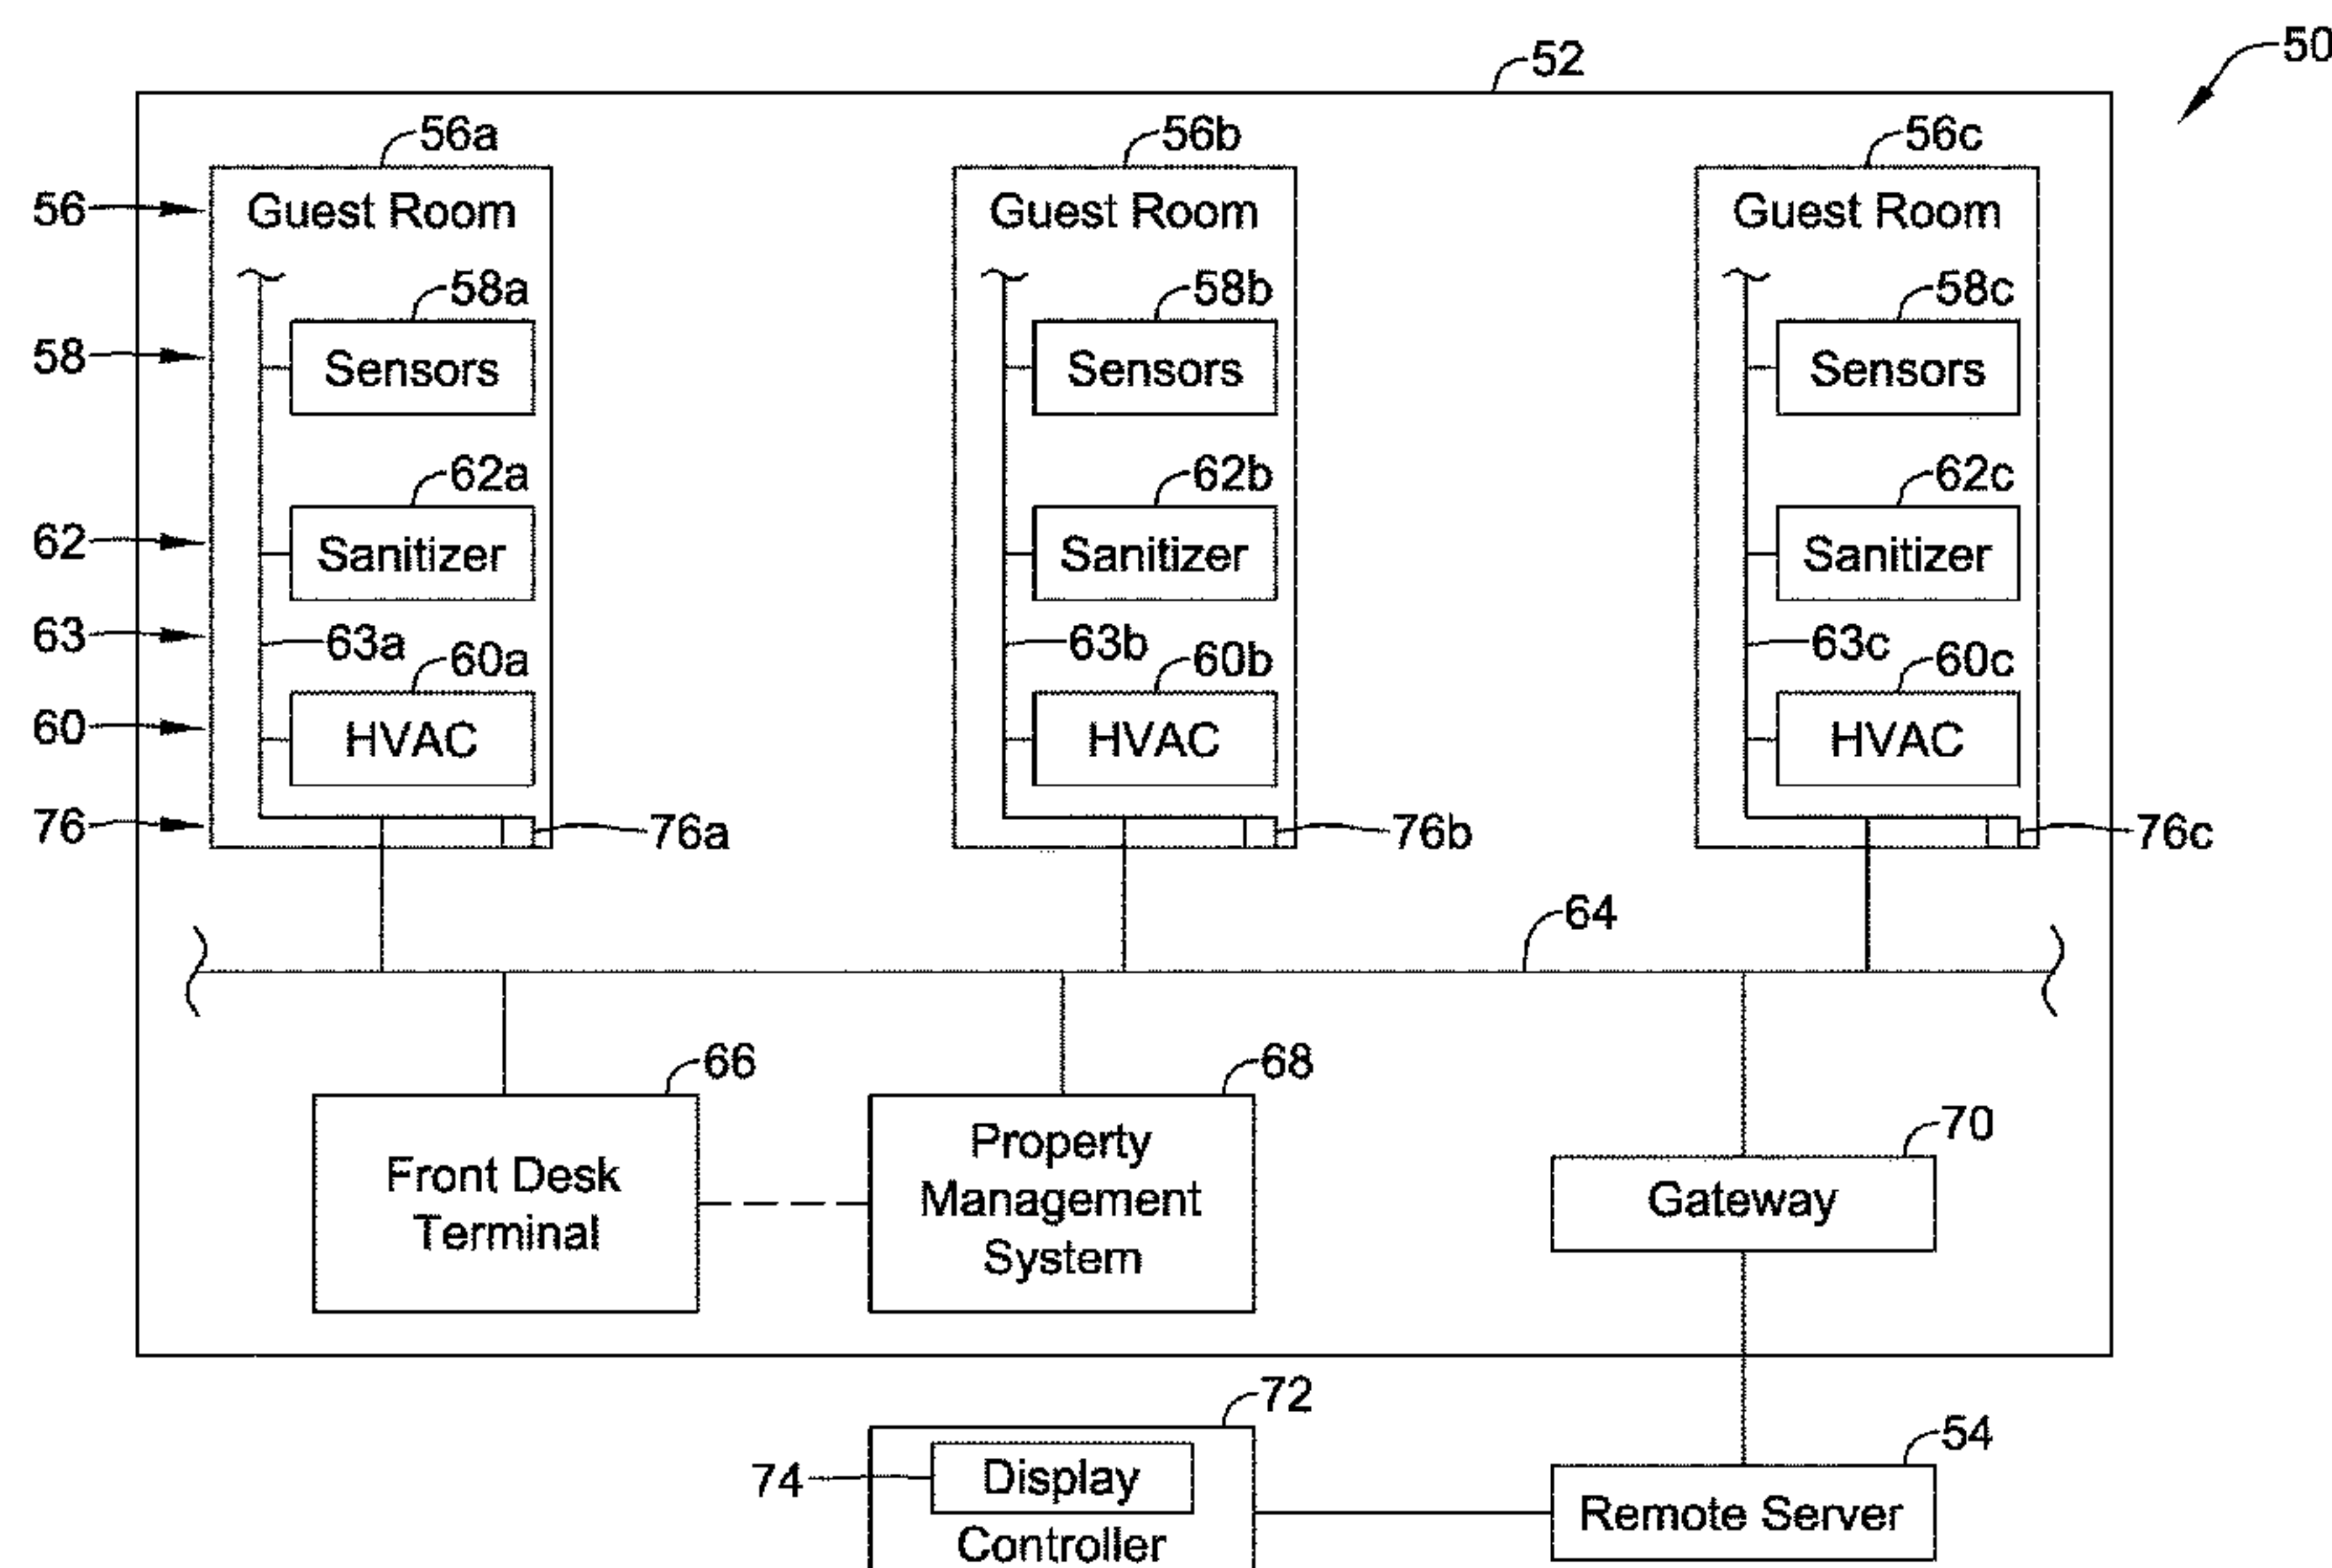 50
52
56a 56b 56c
56 Guest Room Guest Room Guest Room
58a 58b 58c
58 Sensors Sensors Sensors
62a 62b 62c
62 Sanitizer Sanitizer Sanitizer
63 63a 63b 63c
60a 60b 60c
60 HVAC HVAC HVAC
76 76a 76b 76c
64
66 68
70
Front Desk
Terminal
Property
Management
System
Gateway
72
54
74 Display
Controller
Remote Server